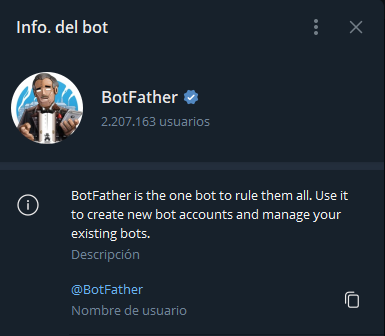 Info. del bot
BotFather
2.207.163 usuarios
BotFather is the one bot to rule them all. Use it
to create new bot accounts and manage your
existing bots.
Descripción
@BotFather
Nombre de usuario